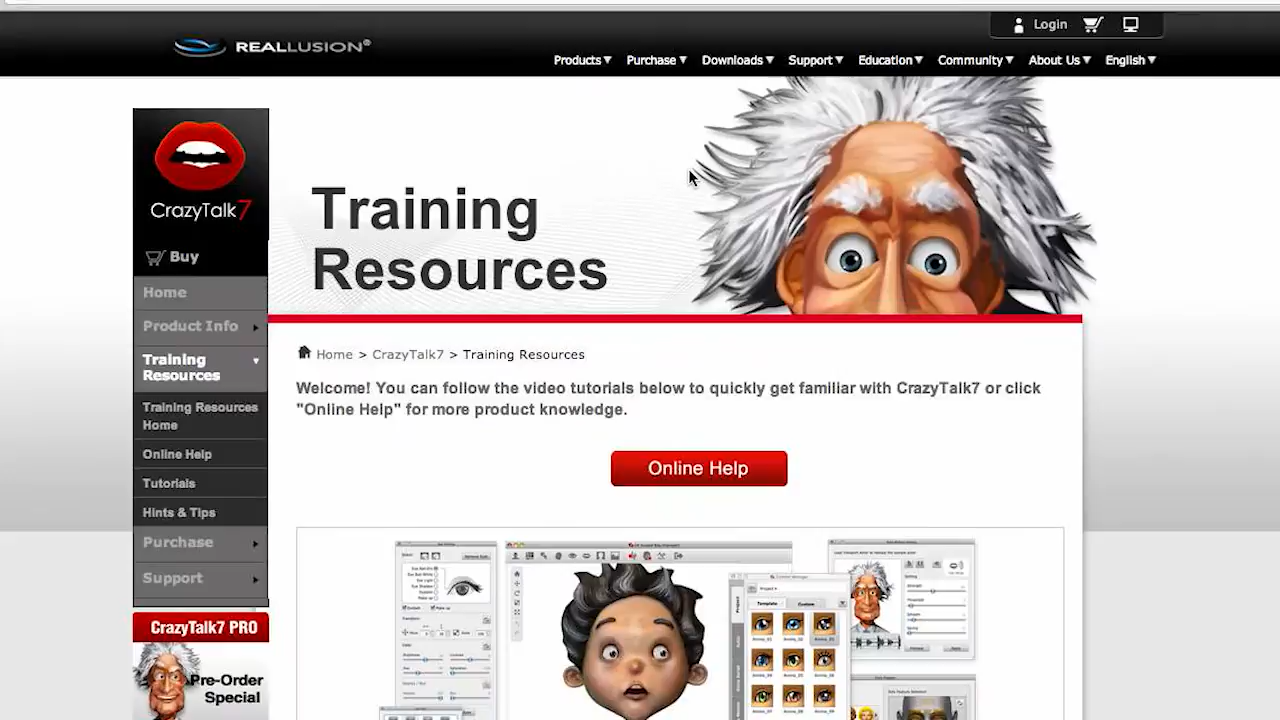 Login
REALLUSION®
Products▼ Purchase▼ Downloads▼ Support▼ Education▼ Community▼ About Us▼ English▼
CrazyTalk7
Buy
Home
Product Info
Training
Resources
Training Resources
Home
Online Help
Tutorials
Hints & Tips
Purchase
Support
CrazyTalk7 PRO
Pre-Order
Special
Training
Resources
Home > CrazyTalk7 > Training Resources
Welcome! You can follow the video tutorials below to quickly get familiar with CrazyTalk7 or click
"Online Help" for more product knowledge.
Online Help
Template
Custom